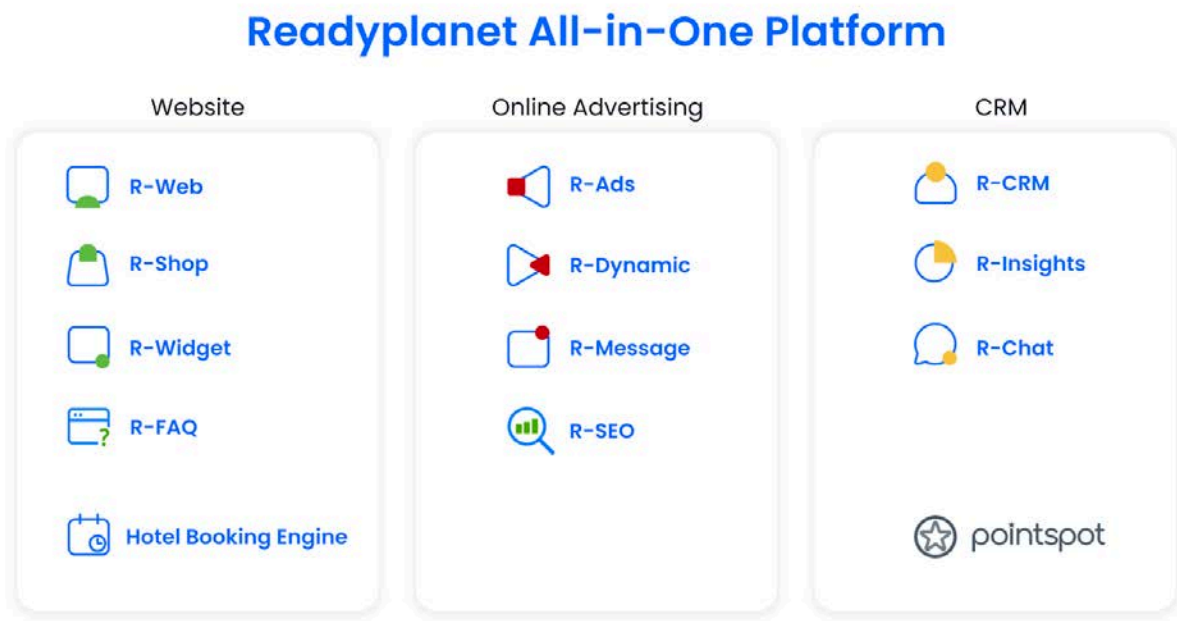 Readyplanet All-in-One Platform
Website
R-Web
R-Shop
R-Widget
R-FAQ
Hotel Booking Engine
Online Advertising
R-Ads
R-Dynamic
R-Message
R-SEO
CRM
R-CRM
R-Insights
R-Chat
pointspot